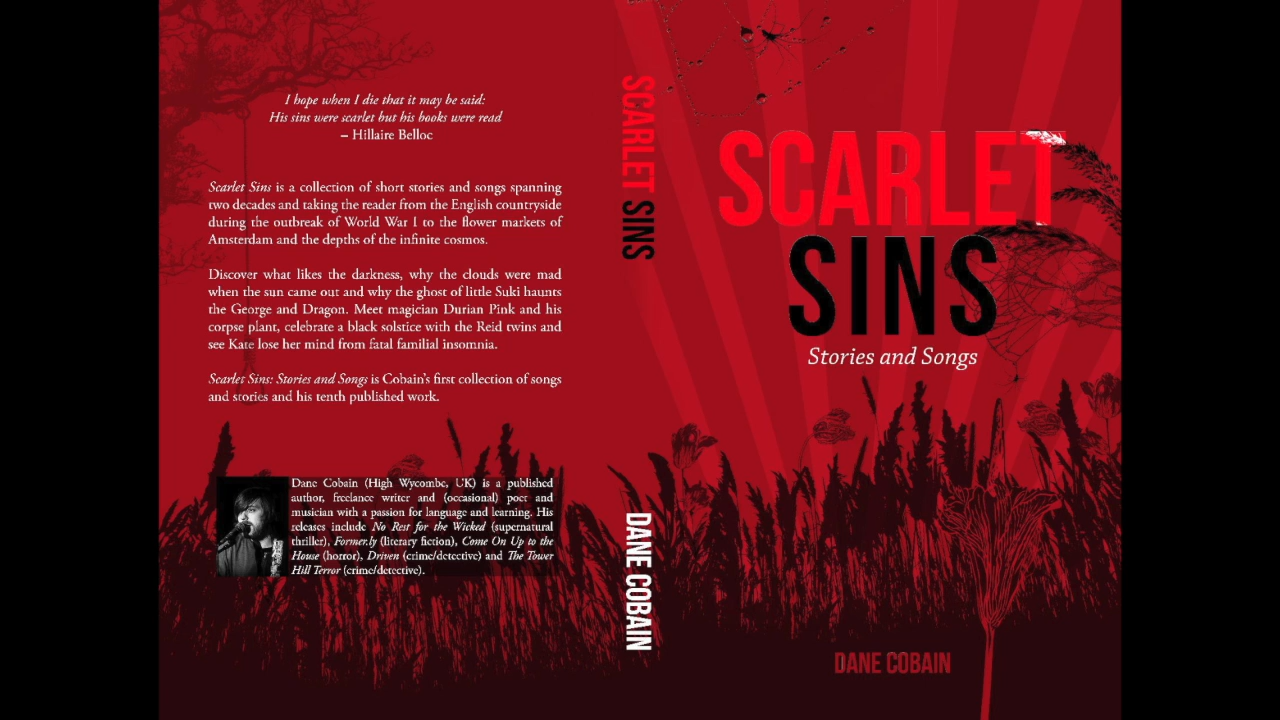 I hope when I die that it may be said:
His sins were scarlet but his books were read
– Hillaire Belloc
Scarlet Sins is a collection of short stories and songs spanning
two decades and taking the reader from the English countryside
during the outbreak of World War I to the flower markets of
Amsterdam and the depths of the infinite cosmos.
Discover what likes the darkness, why the clouds were mad
when the sun came out and why the ghost of little Suki haunts
the George and Dragon. Meet magician Durian Pink and his
corpse plant, celebrate a black solstice with the Reid twins and
see Kate lose her mind from fatal familial insomnia.
Scarlet Sins: Stories and Songs is Cobain's first collection of songs
and stories and his tenth published work.
Dane Cobain (High Wycombe, UK) is a published
author, freelance writer and (occasional) poet and
musician with a passion for language and learning. His
releases include No Rest for the Wicked (supernatural
thriller), Former.ly (literary fiction), Come On Up to the
House (horror), Driven (crime/detective) and The Tower
Hill Terror (crime/detective).
SCARLET SINS
DANE COBAIN
SCARLET
SINS
Stories and Songs
DANE COBAIN